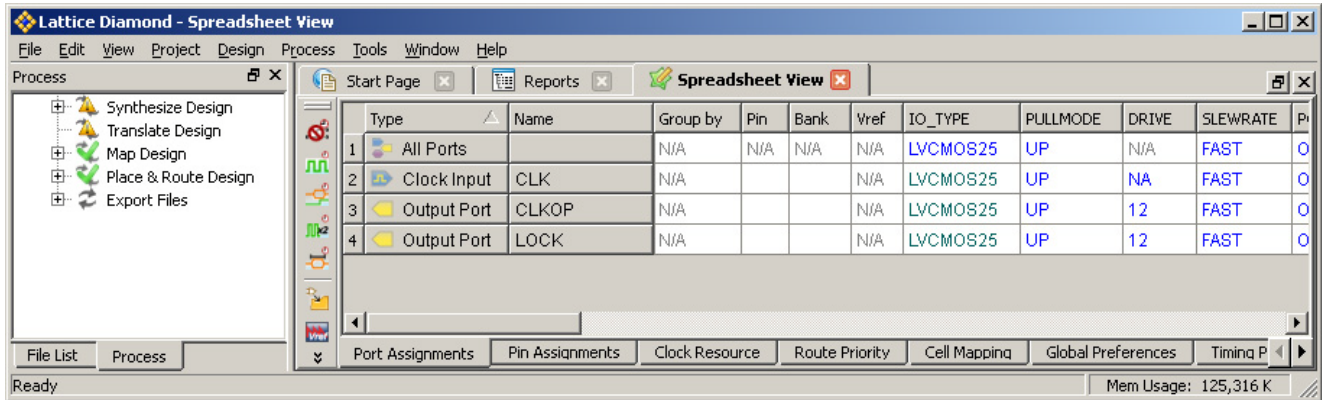 Lattice Diamond - Spreadsheet View
File Edit View Project Design Process Tools Window Help
Process
Start Page Reports Spreadsheet View
Synthesize Design
Translate Design
Map Design
Place & Route Design
Export Files
Type Name Group by Pin Bank Vref IO_TYPE PULLMODE DRIVE SLEWRATE
1 All Ports N/A N/A N/A N/A LVCMOS25 UP N/A FAST O
2 Clock Input CLK N/A N/A LVCMOS25 UP NA FAST O
3 Output Port CLKOP N/A N/A LVCMOS25 UP 12 FAST O
4 Output Port LOCK N/A N/A LVCMOS25 UP 12 FAST O
File List Process
Port Assignments Pin Assignments Clock Resource Route Priority Cell Mapping Global Preferences Timing P
Ready Mem Usage: 125,316 K